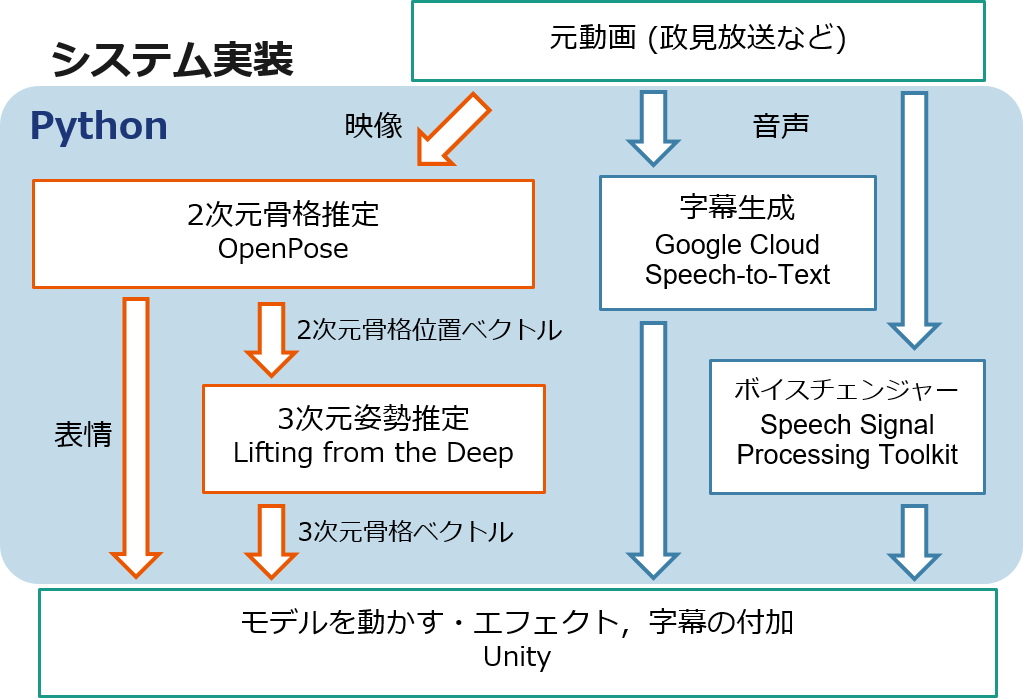 システム実装
元動画 (政見放送など)
Python
映像
音声
2次元骨格推定
OpenPose
字幕生成
Google Cloud
Speech-to-Text
2次元骨格位置ベクトル
表情
3次元姿勢推定
Lifting from the Deep
ボイスチェンジャー
Speech Signal
Processing Toolkit
3次元骨格ベクトル
モデルを動かす・エフェクト，字幕の付加
Unity